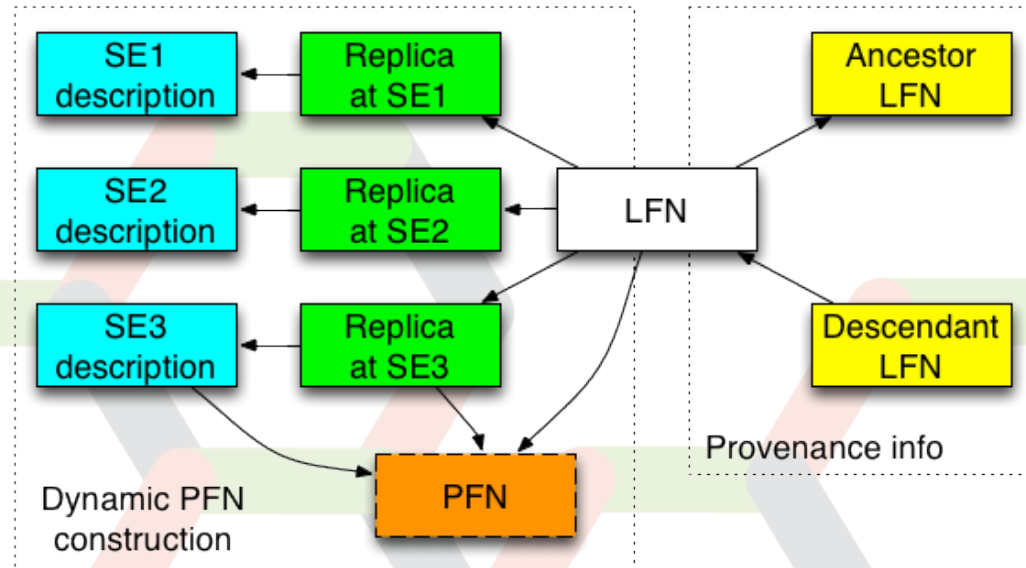 SE1
description
Replica
at SE1
Ancestor
LFN
SE2
description
Replica
at SE2
LFN
SE3
description
Replica
at SE3
Descendant
LFN
Provenance info
Dynamic PFN
construction
PFN